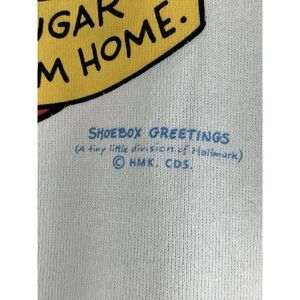 UGAR
M HOME.
SHOEBOX GREETINGS
(A tiny little division of Hallmark)
© HMK. CDS.